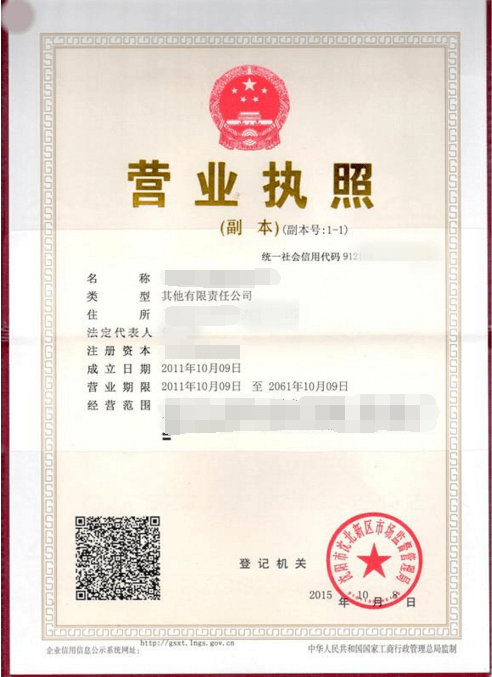 营业执照
(副 本)(副本号:1-1)
统一社会信用代码 912
名 称
类 型 其他有限责任公司
住 所
法定代表人
注册资本
成立日期 2011年10月09日
营业期限 2011年10月09日 至 2061年10月09日
经营范围
登记机关
沈阳市沈北新区市场监督管理局
2015 年 10 月 8 日
企业信用信息公示系统网址: http://gsxt.lngs.gov.cn
中华人民共和国国家工商行政管理总局监制